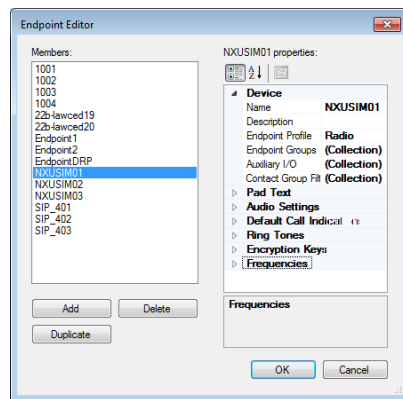 Endpoint Editor
Members:
1001
1002
1003
1004
22b-lawced19
22b-lawced20
Endpoint1
Endpoint2
EndpointDRP
NXUSIM01
NXUSIM02
NXUSIM03
SIP_401
SIP_402
SIP_403
Add
Delete
Duplicate
NXUSIM01 properties:
Device
Name NXUSIM01
Description
Endpoint Profile Radio
Endpoint Groups (Collection)
Auxiliary I/O (Collection)
Contact Group Filt (Collection)
Pad Text
Audio Settings
Default Call
Ring Tones
Encryption Keys
Frequencies
Frequencies
OK
Cancel